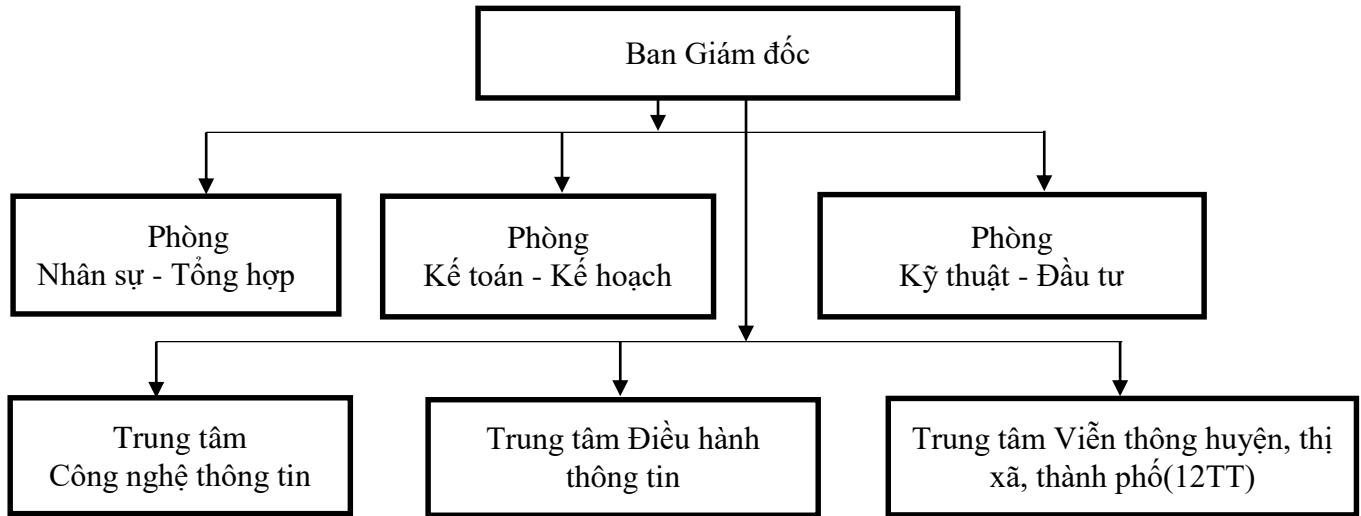 Ban Giám đốc
Phòng
Nhân sự - Tổng hợp
Phòng
Kế toán - Kế hoạch
Phòng
Kỹ thuật - Đầu tư
Trung tâm
Công nghệ thông tin
Trung tâm Điều hành
thông tin
Trung tâm Viễn thông huyện, thị
xã, thành phố(12TT)